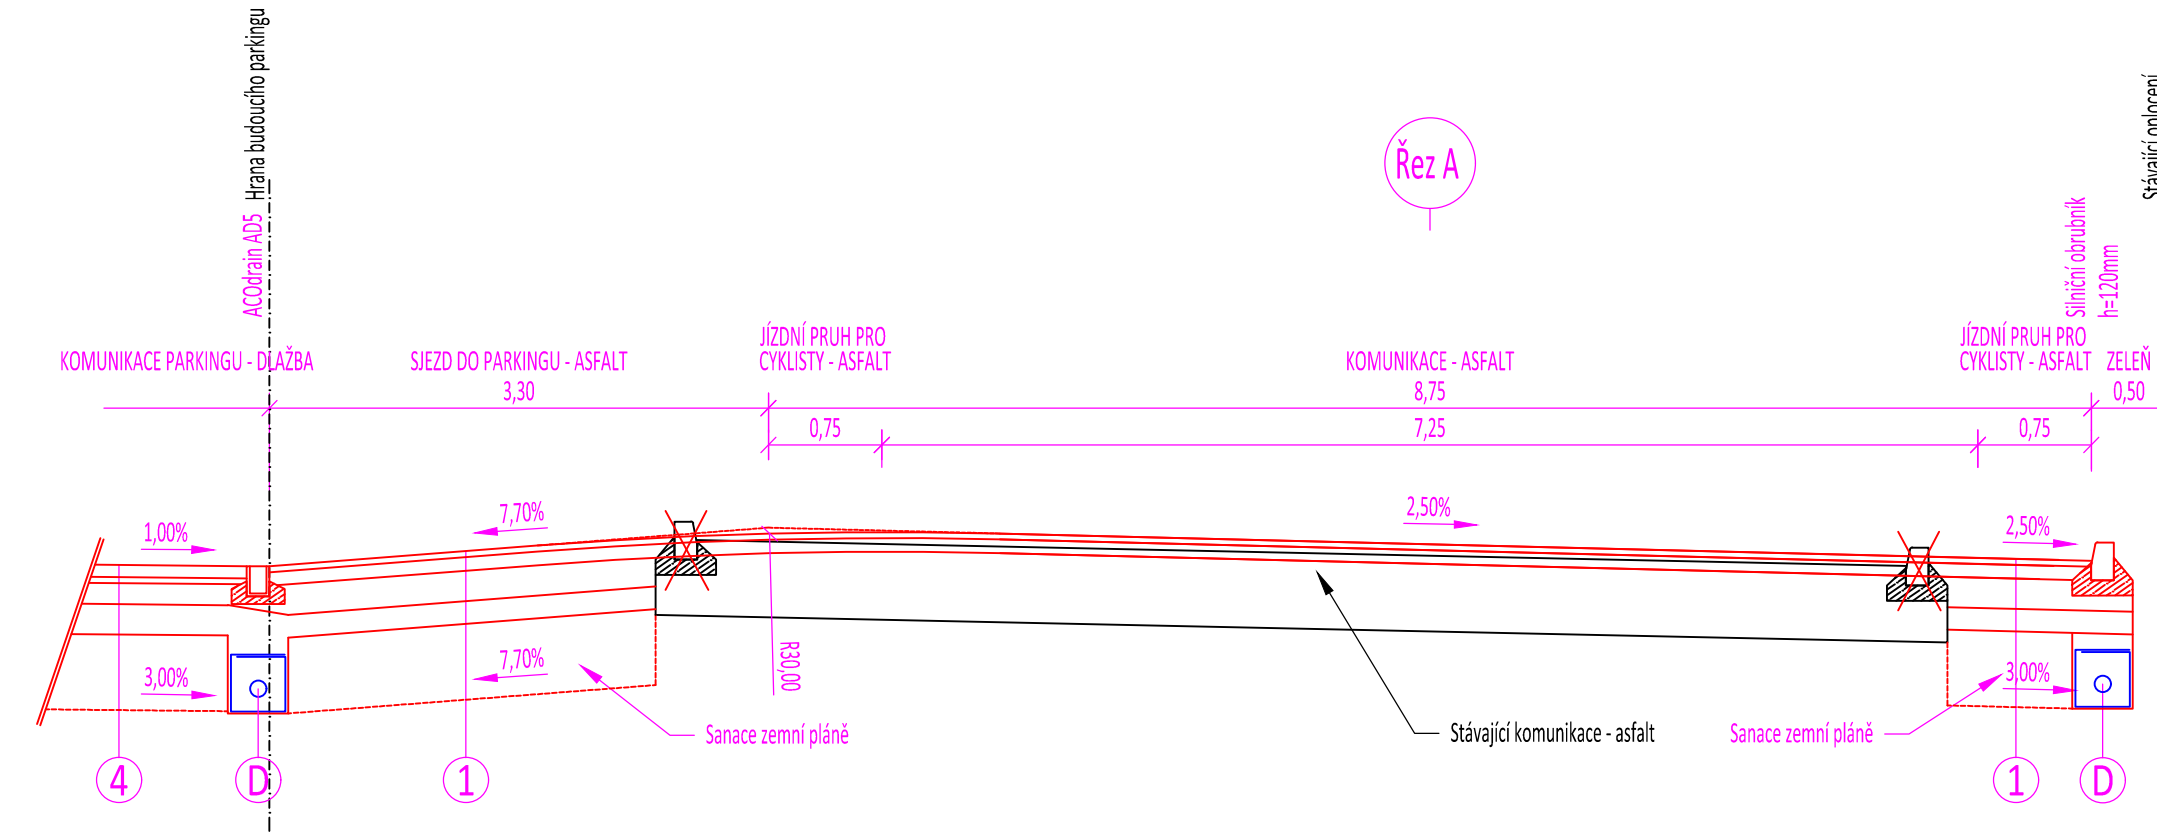 Hrana budoucího parkingu
ACOdrain AD5
Řez A
Silniční obrubník
h=120mm
KOMUNIKACE PARKINGU - DLAŽBA
SJEZD DO PARKINGU - ASFALT
3,30
JÍZDNÍ PRUH PRO
CYKLISTY - ASFALT
KOMUNIKACE - ASFALT
8,75
JÍZDNÍ PRUH PRO
CYKLISTY - ASFALT
ZELEŇ
0,50
0,75
7,25
0,75
1,00%
7,70%
2,50%
2,50%
3,00%
7,70%
R30,00
3,00%
Sanace zemní pláně
Stávající komunikace - asfalt
Sanace zemní pláně
4
D
1
1
D